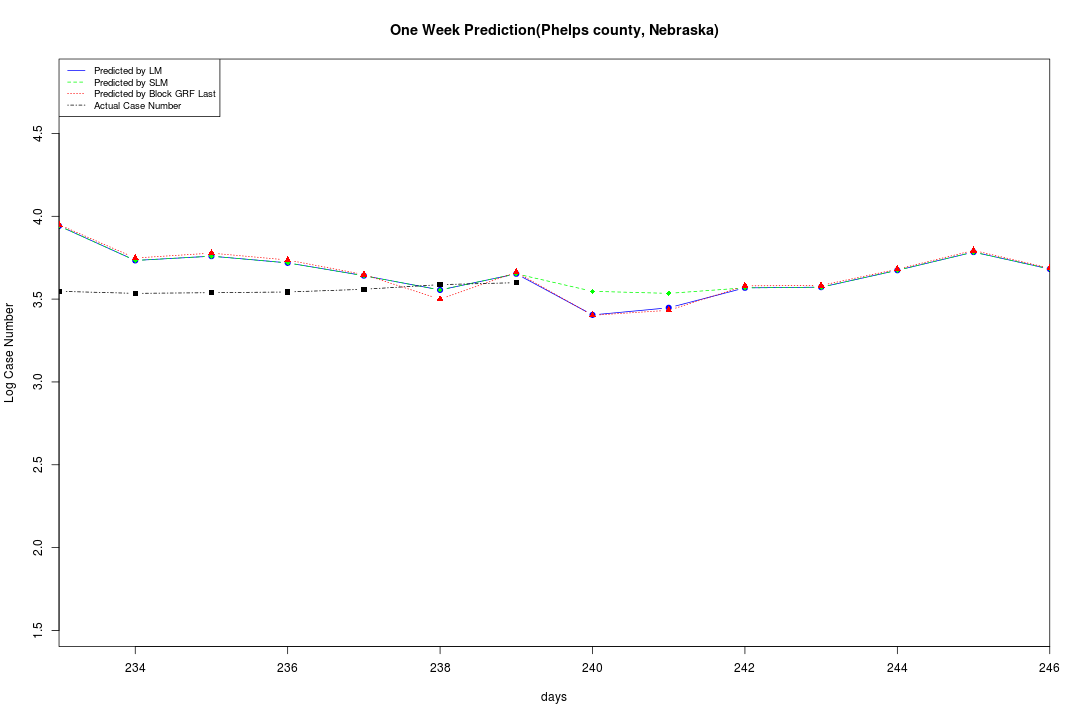 One Week Prediction(Phelps county, Nebraska)
Predicted by LM
Predicted by SLM
Predicted by Block GRF Last
Actual Case Number
4.5
4.0
3.5
3.0
2.5
2.0
1.5
Log Case Number
234 236 238 240 242 244 246
days